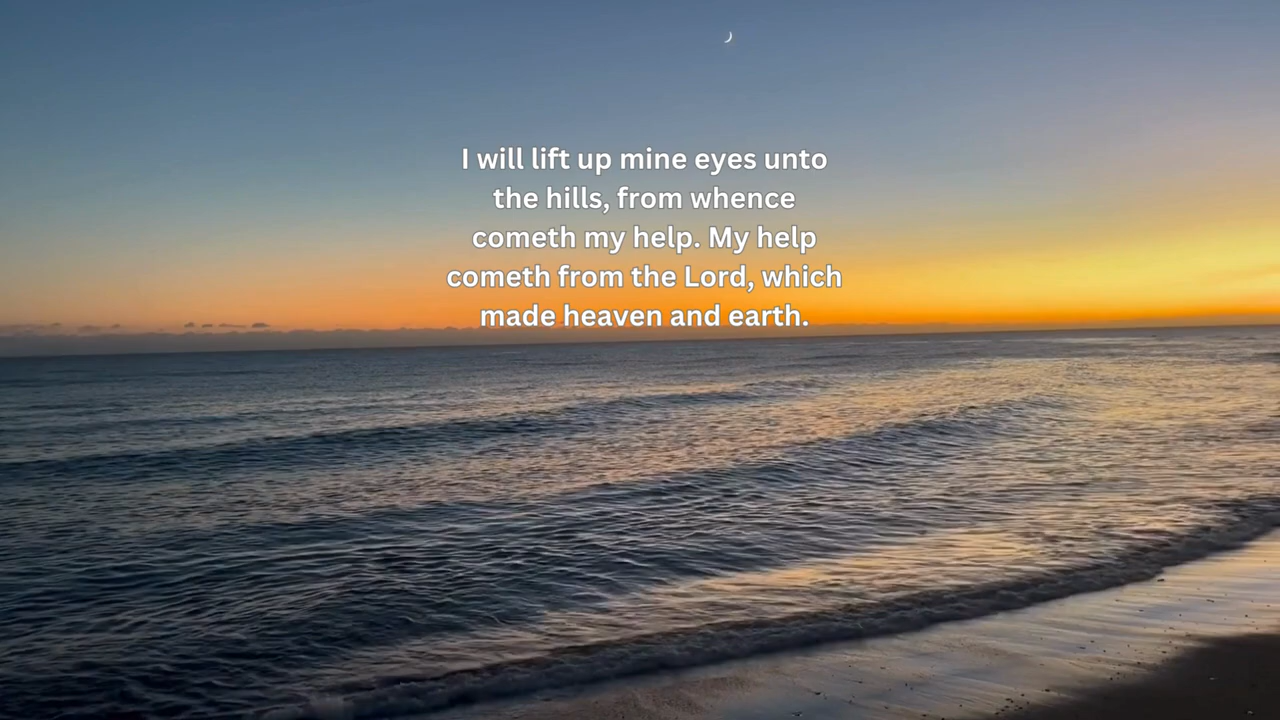 I will lift up mine eyes unto
the hills, from whence
cometh my help. My help
cometh from the Lord, which
made heaven and earth.